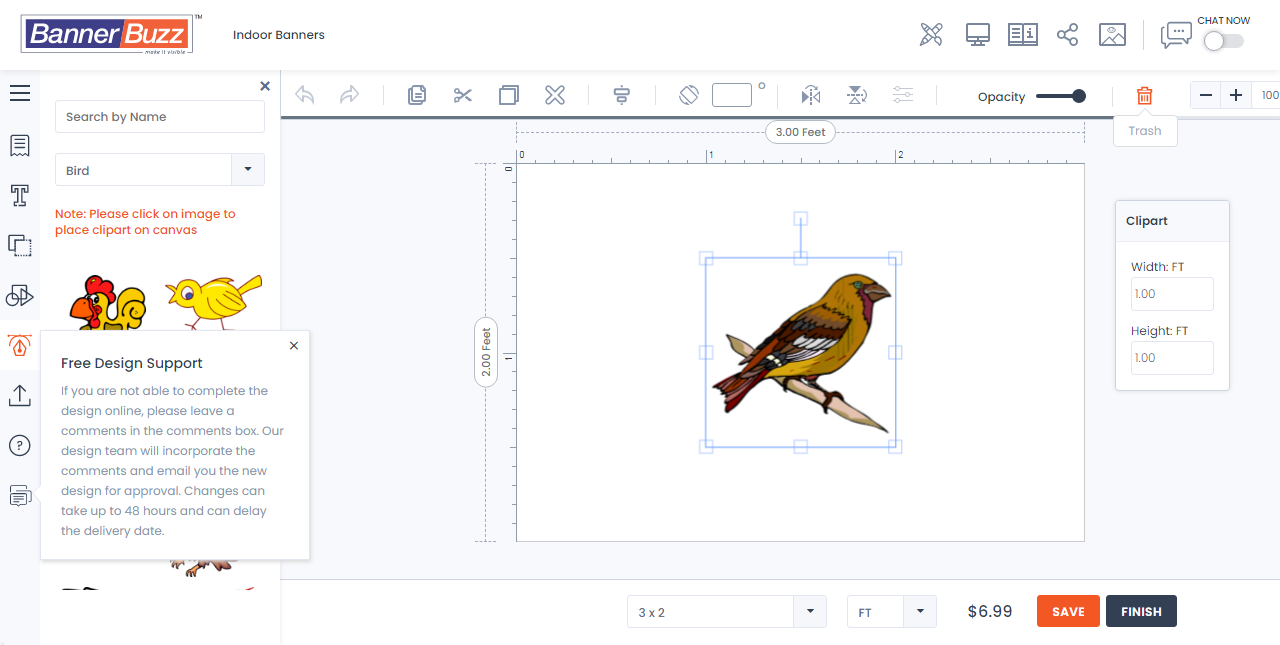 BannerBuzz
TM
make it visible
Indoor Banners
CHAT NOW
Search by Name
Bird
Note: Please click on image to
place clipart on canvas
Opacity
100
Trash
3.00 Feet
0
1
2
0
1
2.00 Feet
Clipart
Width: FT
1.00
Height: FT
1.00
Free Design Support
If you are not able to complete the
design online, please leave a
comments in the comments box. Our
design team will incorporate the
comments and email you the new
design for approval. Changes can
take up to 48 hours and can delay
the delivery date.
3 x 2
FT
$6.99
SAVE
FINISH